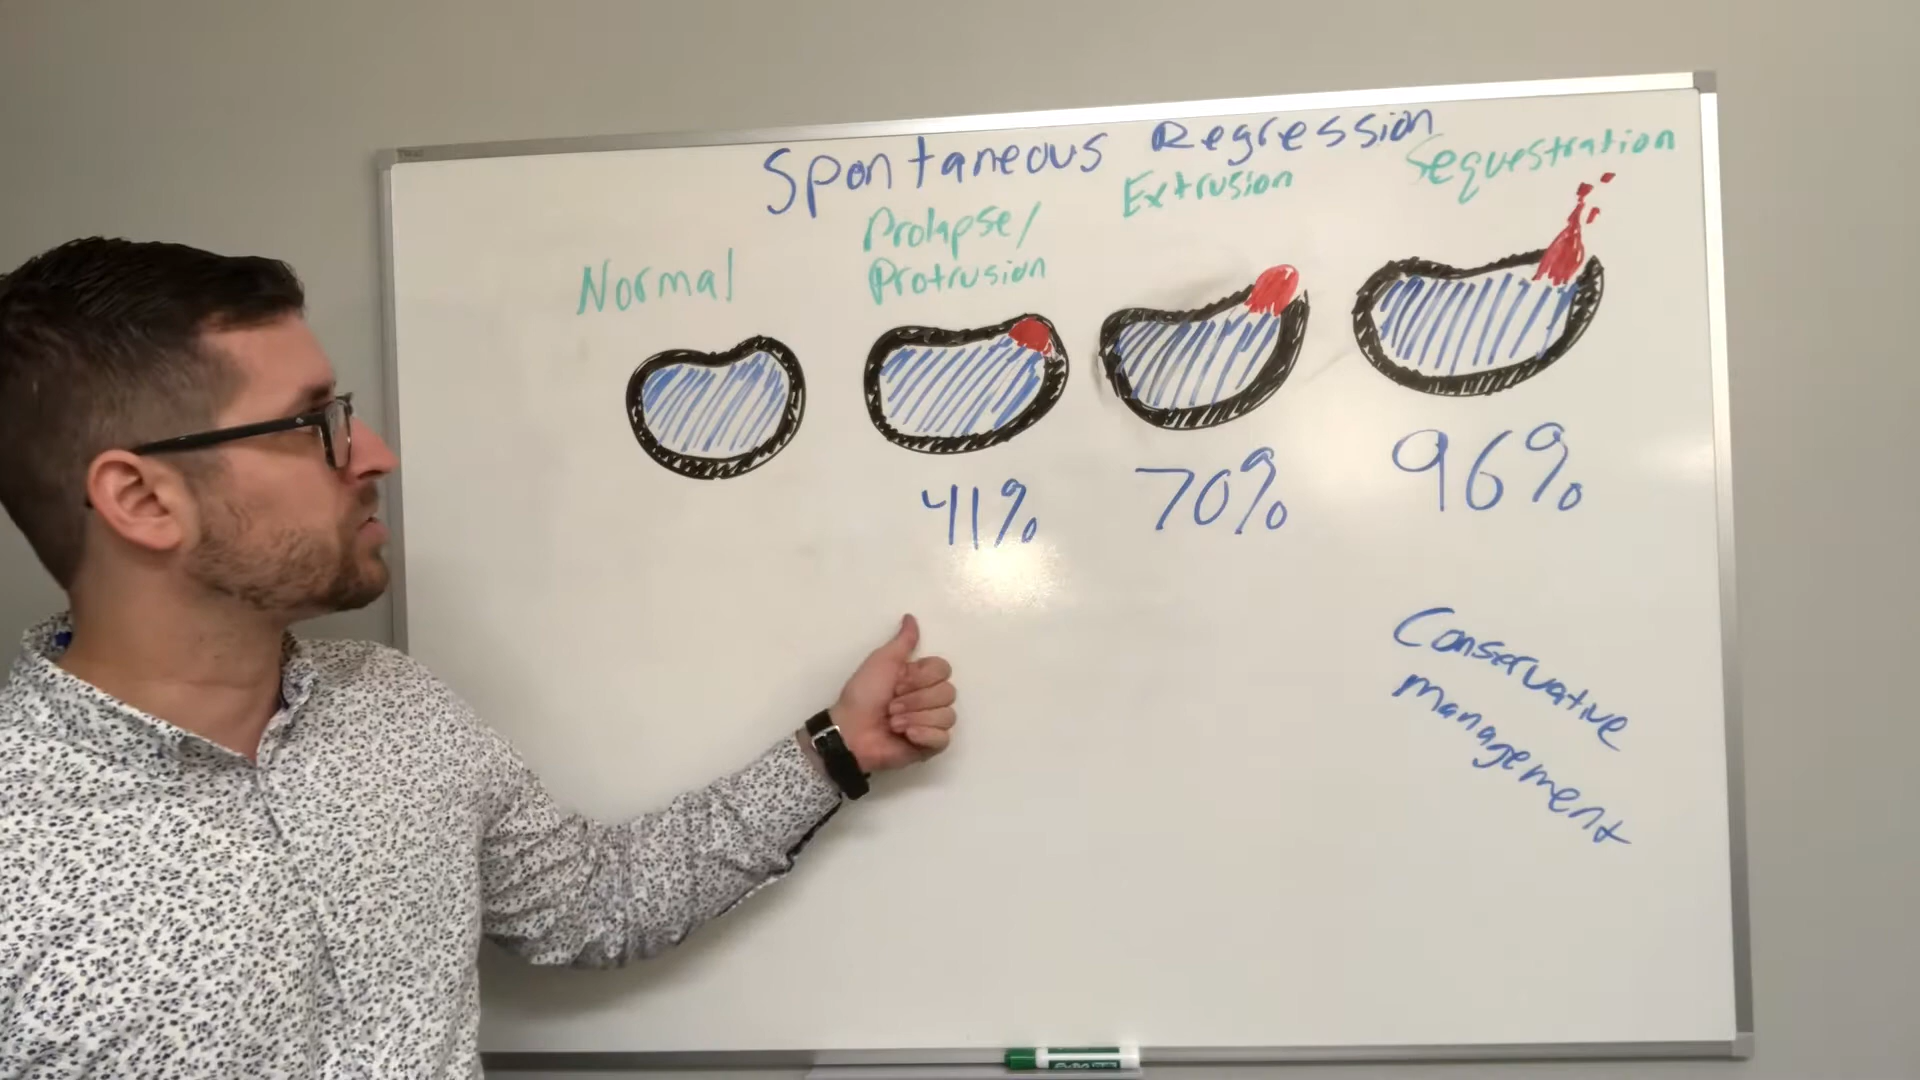 Spontaneous Regression
Normal
Prolapse/
Protrusion
Extrusion
Sequestration
41%
70%
96%
Conservative
Management